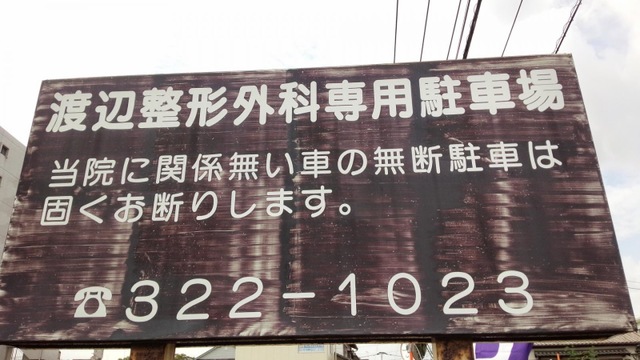 渡辺整形外科専用駐車場
当院に関係無い車の無断駐車は
固くお断りします。
☎322-1023